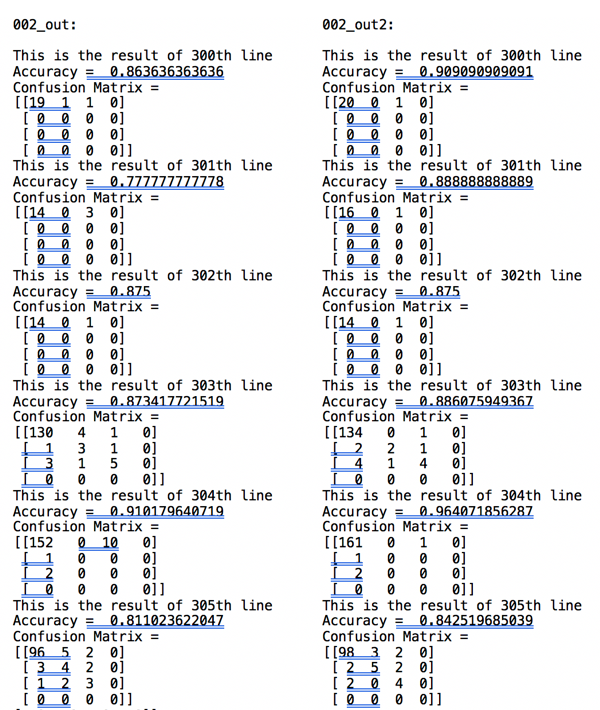 002_out:
This is the result of 300th line
Accuracy = 0.863636363636
Confusion Matrix =
[[19 1 1 0]
[ 0 0 0 0]
[ 0 0 0 0]
[ 0 0 0 0]]
This is the result of 301th line
Accuracy = 0.777777777778
Confusion Matrix =
[[14 0 3 0]
[ 0 0 0 0]
[ 0 0 0 0]
[ 0 0 0 0]]
This is the result of 302th line
Accuracy = 0.875
Confusion Matrix =
[[14 0 1 0]
[ 0 0 0 0]
[ 0 0 0 0]
[ 0 0 0 0]]
This is the result of 303th line
Accuracy = 0.873417721519
Confusion Matrix =
[[130 4 1 0]
[ 1 3 1 0]
[ 3 1 5 0]
[ 0 0 0 0]]
This is the result of 304th line
Accuracy = 0.910179640719
Confusion Matrix =
[[152 0 10 0]
[ 1 0 0 0]
[ 2 0 0 0]
[ 0 0 0 0]]
This is the result of 305th line
Accuracy = 0.811023622047
Confusion Matrix =
[[96 5 2 0]
[ 3 4 2 0]
[ 1 2 3 0]
[ 0 0 0 0]]
002_out2:
This is the result of 300th line
Accuracy = 0.909090909091
Confusion Matrix =
[[20 0 1 0]
[ 0 0 0 0]
[ 0 0 0 0]
[ 0 0 0 0]]
This is the result of 301th line
Accuracy = 0.888888888889
Confusion Matrix =
[[16 0 1 0]
[ 0 0 0 0]
[ 0 0 0 0]
[ 0 0 0 0]]
This is the result of 302th line
Accuracy = 0.875
Confusion Matrix =
[[14 0 1 0]
[ 0 0 0 0]
[ 0 0 0 0]
[ 0 0 0 0]]
This is the result of 303th line
Accuracy = 0.886075949367
Confusion Matrix =
[[134 0 1 0]
[ 2 2 1 0]
[ 4 1 4 0]
[ 0 0 0 0]]
This is the result of 304th line
Accuracy = 0.964071856287
Confusion Matrix =
[[161 0 1 0]
[ 1 0 0 0]
[ 2 0 0 0]
[ 0 0 0 0]]
This is the result of 305th line
Accuracy = 0.842519685039
Confusion Matrix =
[[98 3 2 0]
[ 2 5 2 0]
[ 2 0 4 0]
[ 0 0 0 0]]